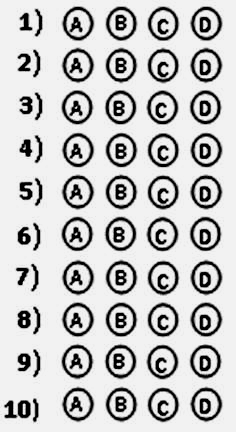 1) A B C D
2) A B C D
3) A B C D
4) A B C D
5) A B C D
6) A B C D
7) A B C D
8) A B C D
9) A B C D
10) A B C D